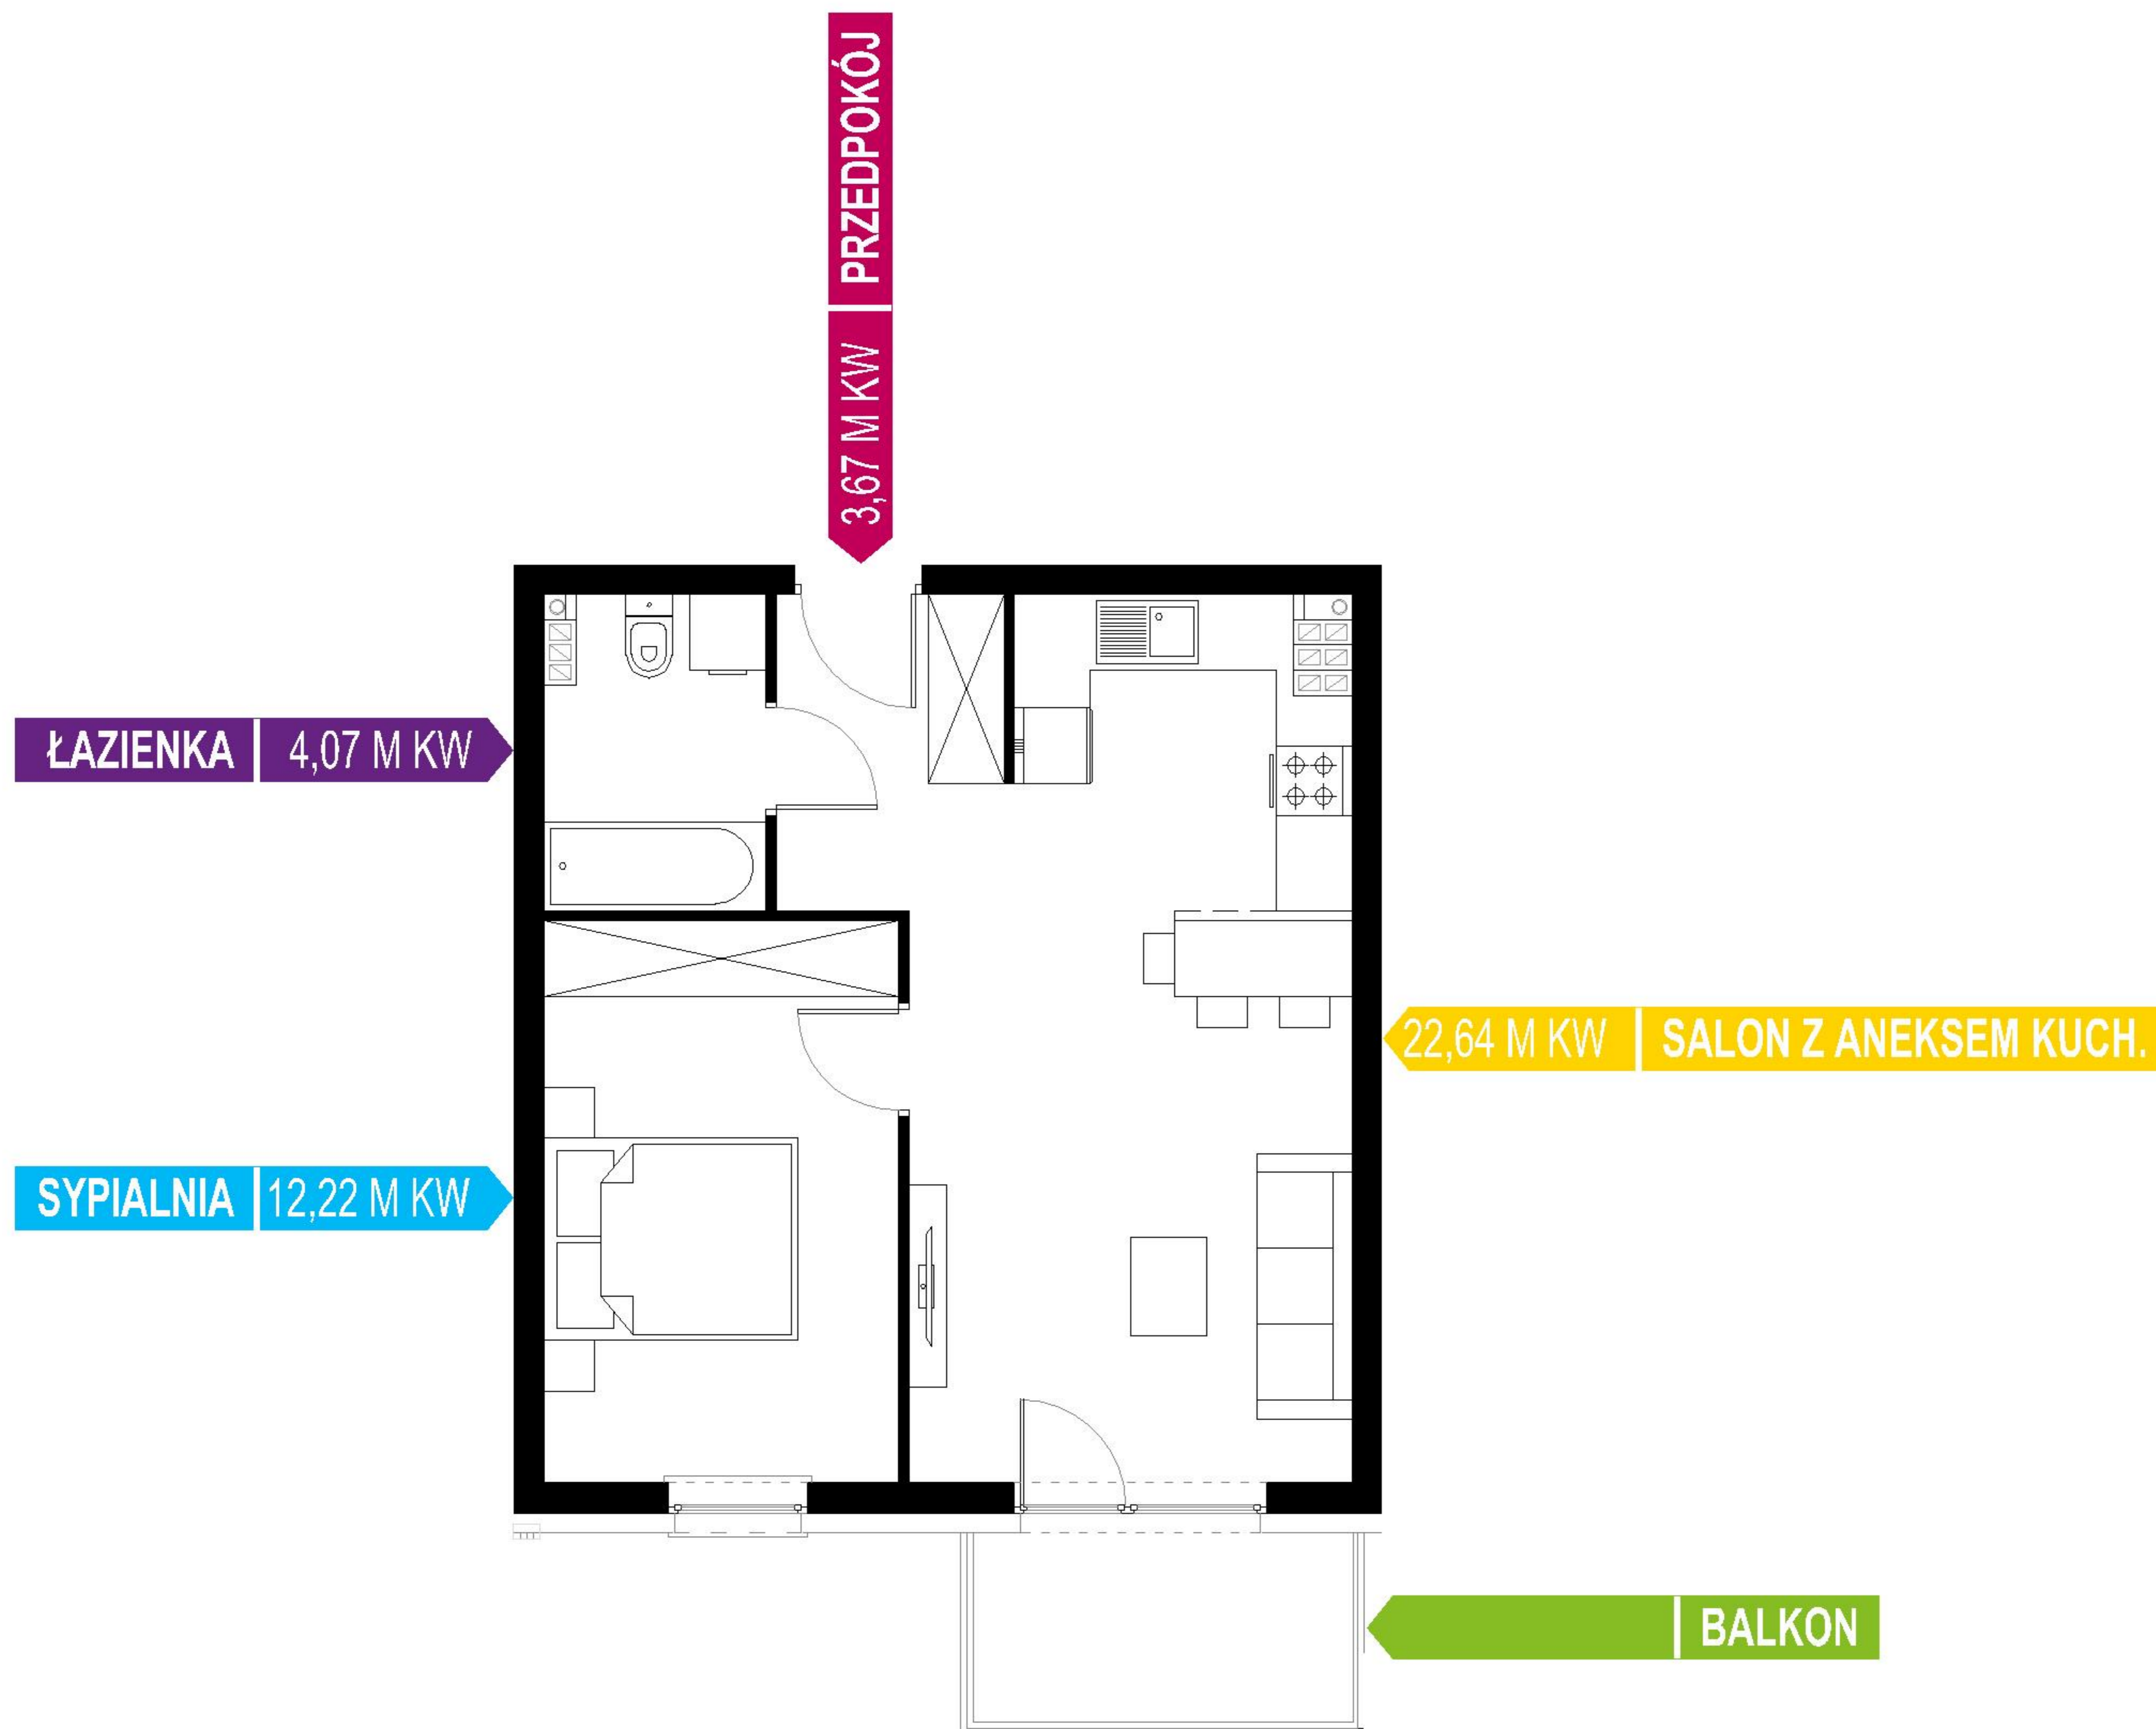 PRZEDPOKÓJ | 3,67 M KW
ŁAZIENKA | 4,07 M KW
22,64 M KW | SALON Z ANEKSEM KUCH.
SYPIALNIA | 12,22 M KW
BALKON